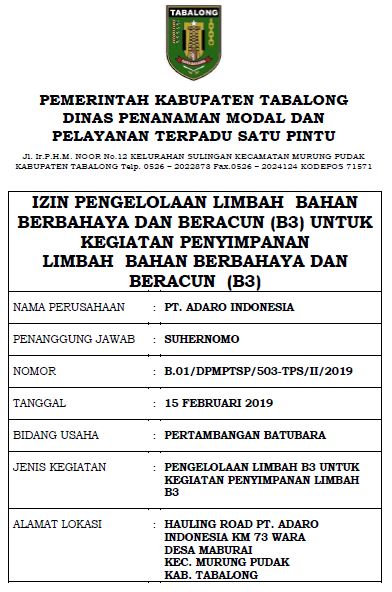 TABALONG
PEMERINTAH KABUPATEN TABALONG
DINAS PENANAMAN MODAL DAN
PELAYANAN TERPADU SATU PINTU
Jl. Ir.P.H.M. NOOR No.12 KELURAHAN SULINGAN KECAMATAN MURUNG PUDAK
KABUPATEN TABALONG Telp. 0526 – 2022873 Fax.0526 – 2024124 KODEPOS 71571
IZIN PENGELOLAAN LIMBAH BAHAN
BERBAHAYA DAN BERACUN (B3) UNTUK
KEGIATAN PENYIMPANAN
LIMBAH BAHAN BERBAHAYA DAN
BERACUN (B3)
NAMA PERUSAHAAN : PT. ADARO INDONESIA
PENANGGUNG JAWAB : SUHERNOMO
NOMOR : B.01/DPMPTSP/503-TPS/II/2019
TANGGAL : 15 FEBRUARI 2019
BIDANG USAHA : PERTAMBANGAN BATUBARA
JENIS KEGIATAN : PENGELOLAAN LIMBAH B3 UNTUK
KEGIATAN PENYIMPANAN LIMBAH
B3
ALAMAT LOKASI : HAULING ROAD PT. ADARO
INDONESIA KM 73 WARA
DESA MABURAI
KEC. MURUNG PUDAK
KAB. TABALONG